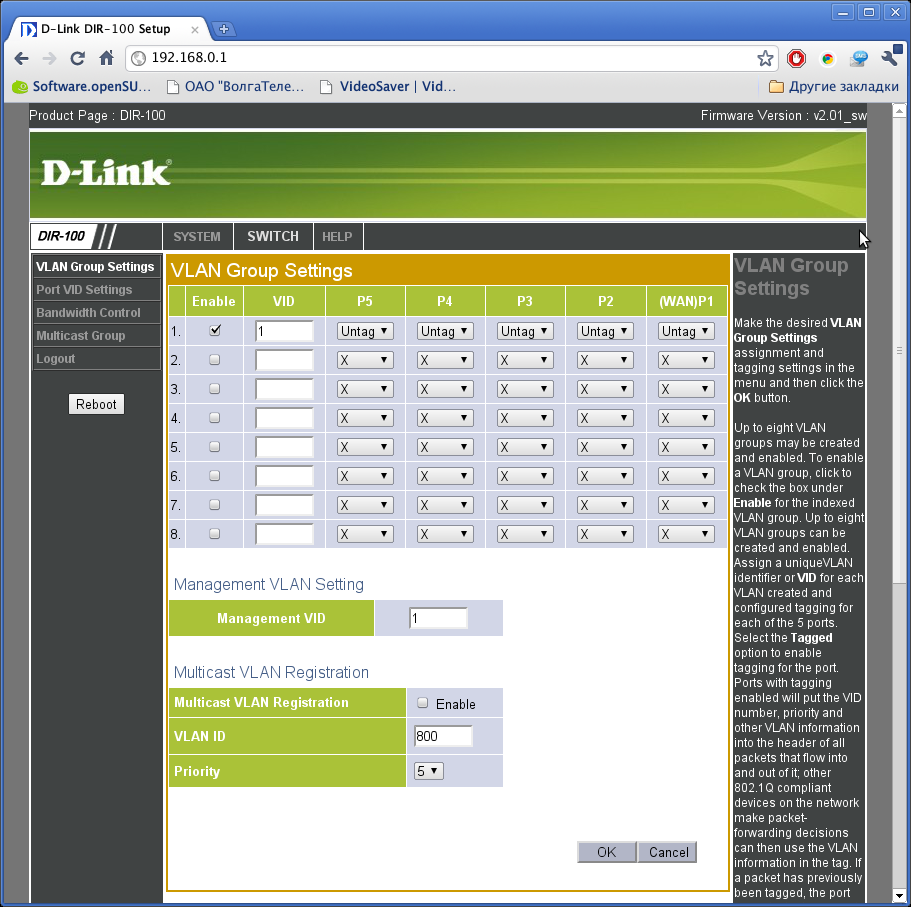 D-Link DIR-100 Setup
192.168.0.1
Software.openSU... ОАО "ВолгаТеле... VideoSaver | Vid... Другие закладки
Product Page : DIR-100 Firmware Version : v2.01_sw
D-Link®
DIR-100 SYSTEM SWITCH HELP
VLAN Group Settings
Port VID Settings
Bandwidth Control
Multicast Group
Logout
Reboot
VLAN Group Settings
Enable VID P5 P4 P3 P2 (WAN)P1
1. 1 Untag Untag Untag Untag Untag
2. X X X X X
3. X X X X X
4. X X X X X
5. X X X X X
6. X X X X X
7. X X X X X
8. X X X X X
Management VLAN Setting
Management VID 1
Multicast VLAN Registration
Multicast VLAN Registration Enable
VLAN ID 800
Priority 5
OK Cancel
VLAN Group
Settings
Make the desired VLAN
Group Settings
assignment and
tagging settings in the
menu and then click the
OK button.
Up to eight VLAN
groups may be created
and enabled. To enable
a VLAN group, click to
check the box under
Enable for the indexed
VLAN group. Up to eight
VLAN groups can be
created and enabled.
Assign a uniqueVLAN
identifier or VID for each
VLAN created and
configured tagging for
each of the 5 ports.
Select the Tagged
option to enable
tagging for the port.
Ports with tagging
enabled will put the VID
number, priority and
other VLAN information
into the header of all
packets that flow into
and out of it; other
802.1Q compliant
devices on the network
make packet-
forwarding decisions
can then use the VLAN
information in the tag. If
a packet has previously
been tagged, the port